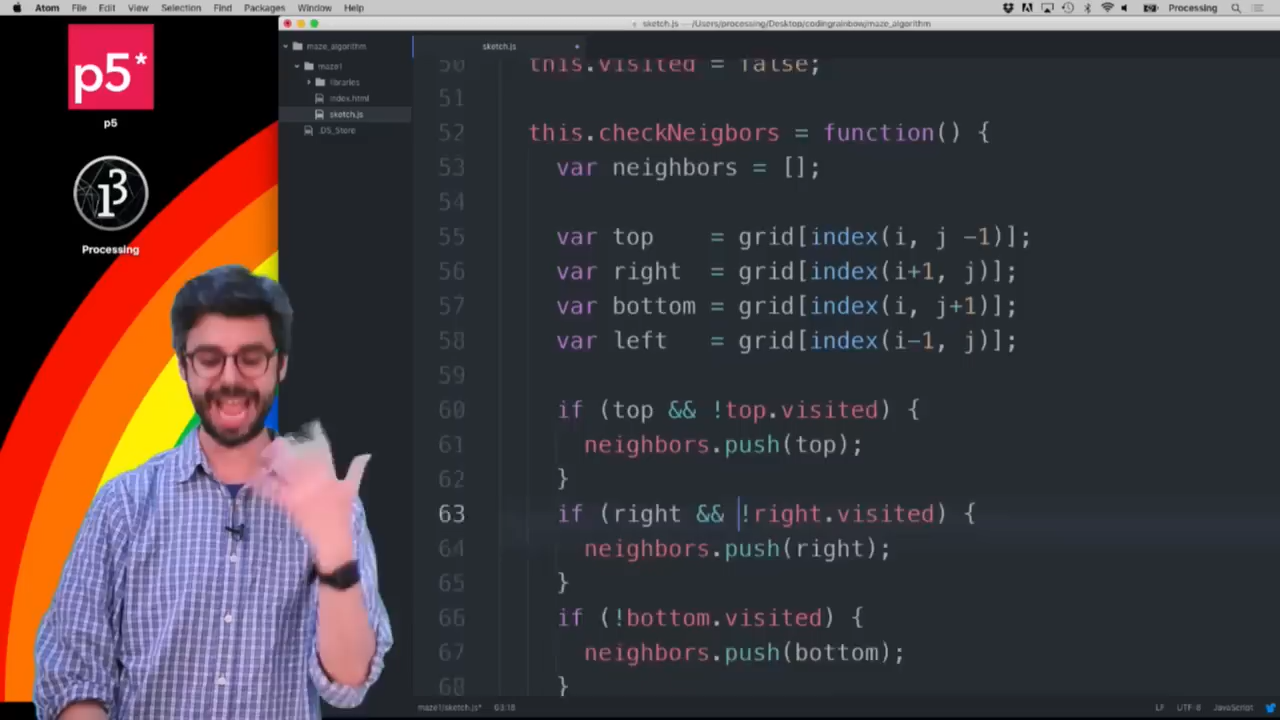 Atom File Edit View Selection Find Packages Window Help Processing
sketch.js — /Users/processing/Desktop/codingrainbow/maze_algorithm
p5*
p5
Processing
maze_algorithm
maze1
libraries
index.html
sketch.js
.DS_Store
sketch.js
50 this.visited = false;
51
52 this.checkNeigbors = function() {
53 var neighbors = [];
54
55 var top = grid[index(i, j -1)];
56 var right = grid[index(i+1, j)];
57 var bottom = grid[index(i, j+1)];
58 var left = grid[index(i-1, j)];
59
60 if (top && !top.visited) {
61 neighbors.push(top);
62 }
63 if (right && !right.visited) {
64 neighbors.push(right);
65 }
66 if (!bottom.visited) {
67 neighbors.push(bottom);
68 }
maze1/sketch.js* 63:18 LF UTF-8 JavaScript